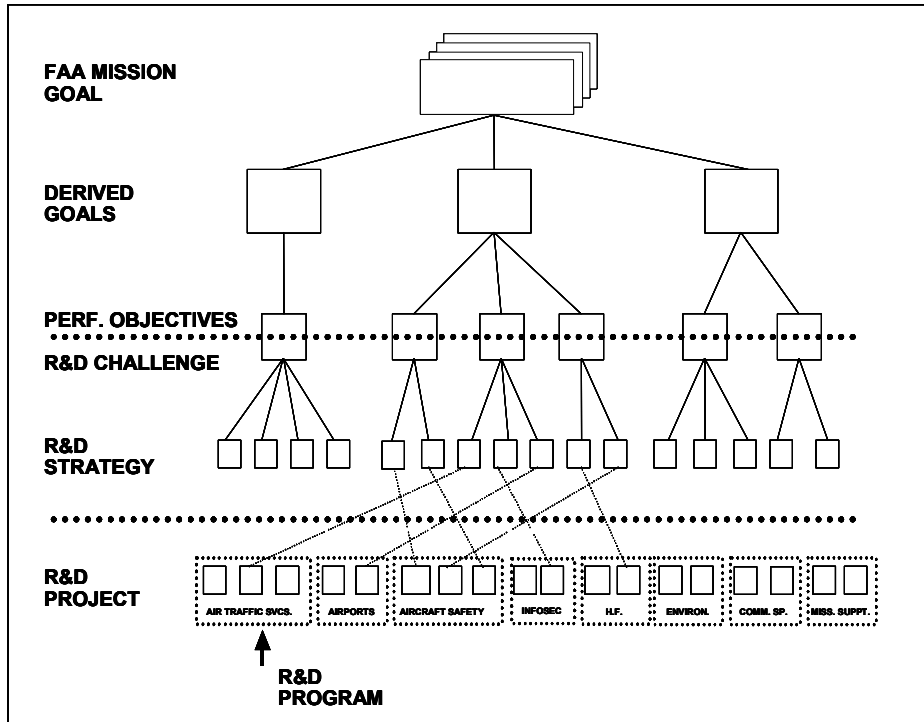 FAA MISSION
GOAL
DERIVED
GOALS
PERF. OBJECTIVES
R&D CHALLENGE
R&D
STRATEGY
R&D
PROJECT
AIR TRAFFIC SVCS.
AIRPORTS
AIRCRAFT SAFETY
INFOSEC
H.F.
ENVIRON.
COMM. SP.
MISS. SUPPT.
R&D
PROGRAM